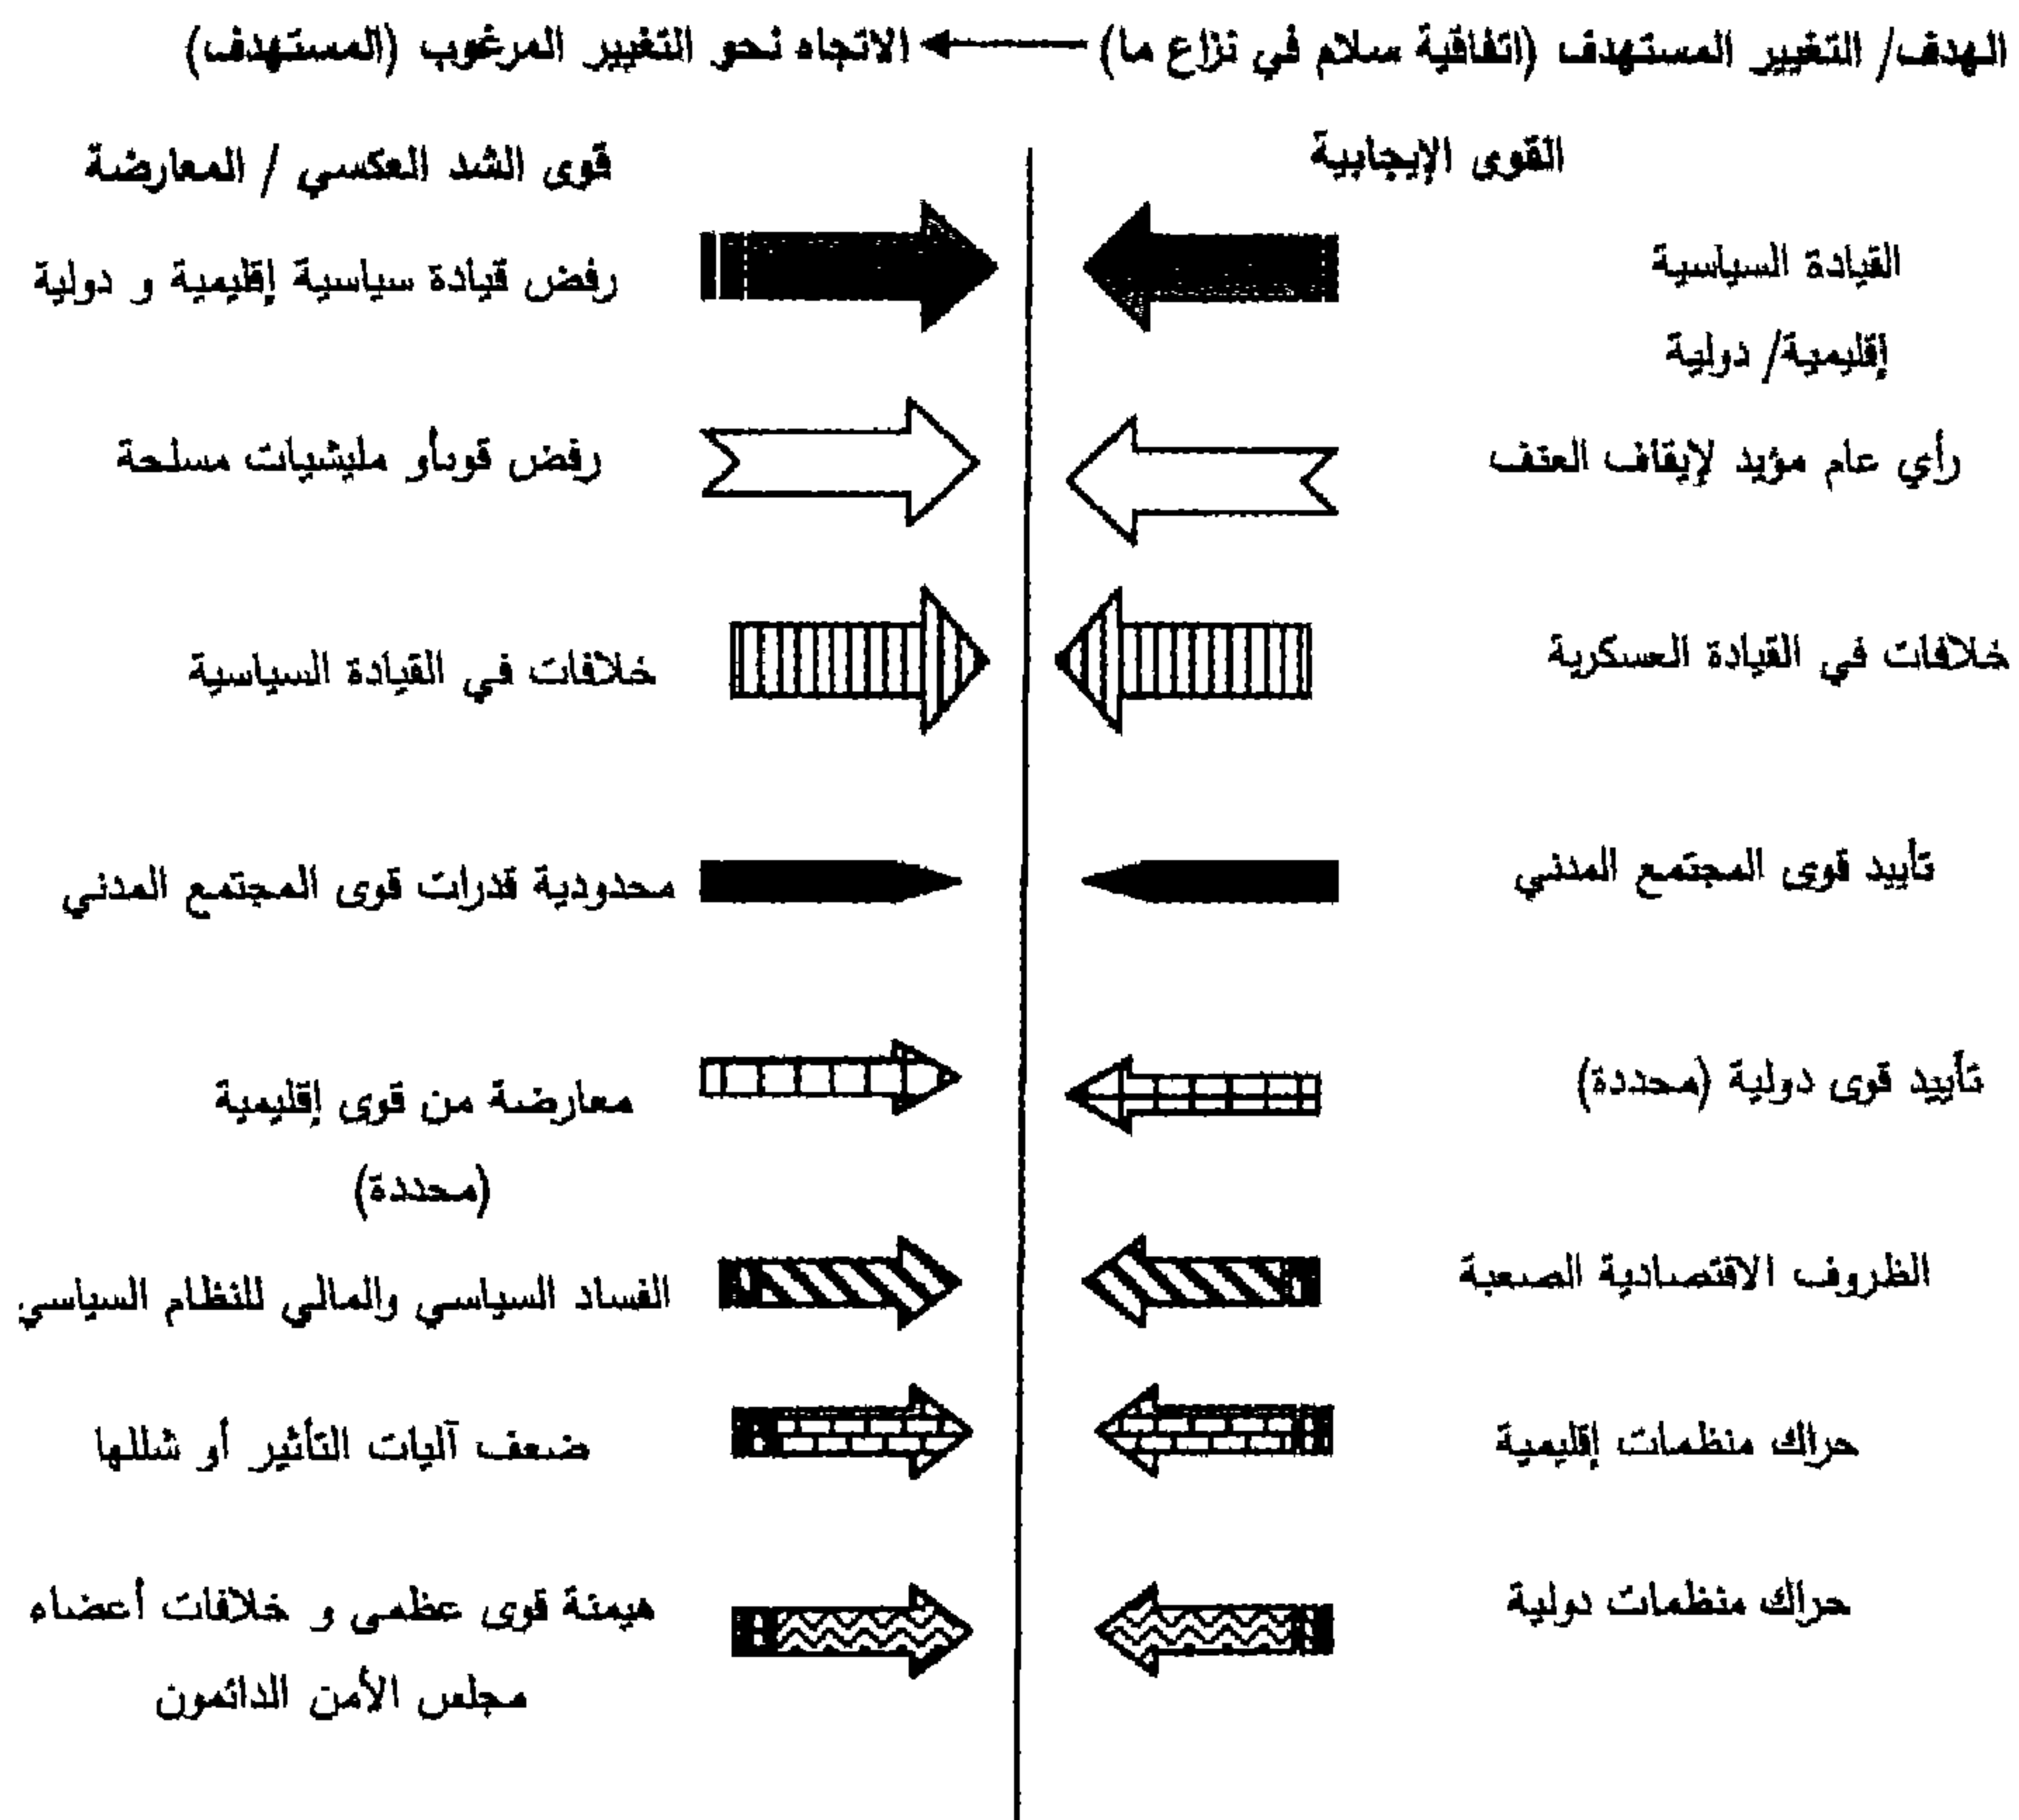 الهدف/ التغيير المستهدف (اتفاقية سلام في نزاع ما) ← الاتجاه نحو التغيير المرغوب (المستهدف)
القوى الإيجابية
قوى الشد العكسي / المعارضة
القيادة السياسية
إقليمية/ دولية
رفض قيادة سياسية إقليمية و دولية
رأي عام مؤيد لإيقاف العنف
رفض قوىأو مليشيات مسلحة
خلافات في القيادة العسكرية
خلافات في القيادة السياسية
تأييد قوى المجتمع المدني
محدودية قدرات قوى المجتمع المدني
تأييد قوى دولية (محددة)
معارضة من قوى إقليمية
(محددة)
الظروف الاقتصادية الصعبة
الفساد السياسي والمالي للنظام السياسي
حراك منظمات إقليمية
ضعف آليات التأثير أو شللها
حراك منظمات دولية
هيمنة قوى عظمى و خلافات أعضاء
مجلس الأمن الدائمون